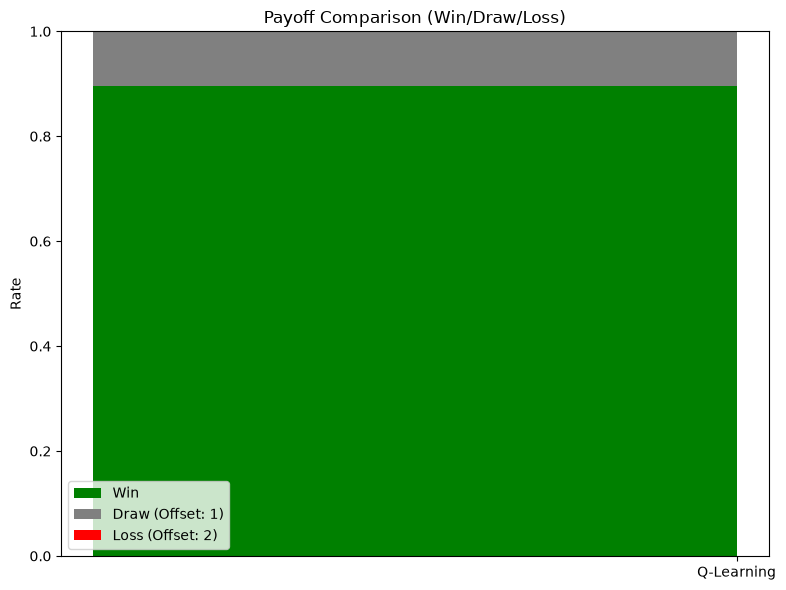 Payoff Comparison (Win/Draw/Loss)
1.0
0.8
0.6
0.4
0.2
0.0
Rate
Win
Draw (Offset: 1)
Loss (Offset: 2)
Q-Learning